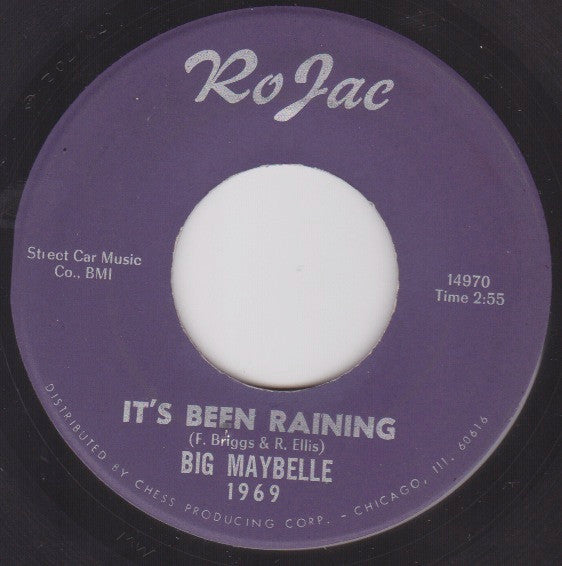 RoJac
Street Car Music
Co., BMI
14970
Time 2:55
IT'S BEEN RAINING
(F. Briggs & R. Ellis)
BIG MAYBELLE
1969
DISTRIBUTED BY CHESS PRODUCING CORP. – CHICAGO, ILL. 60616